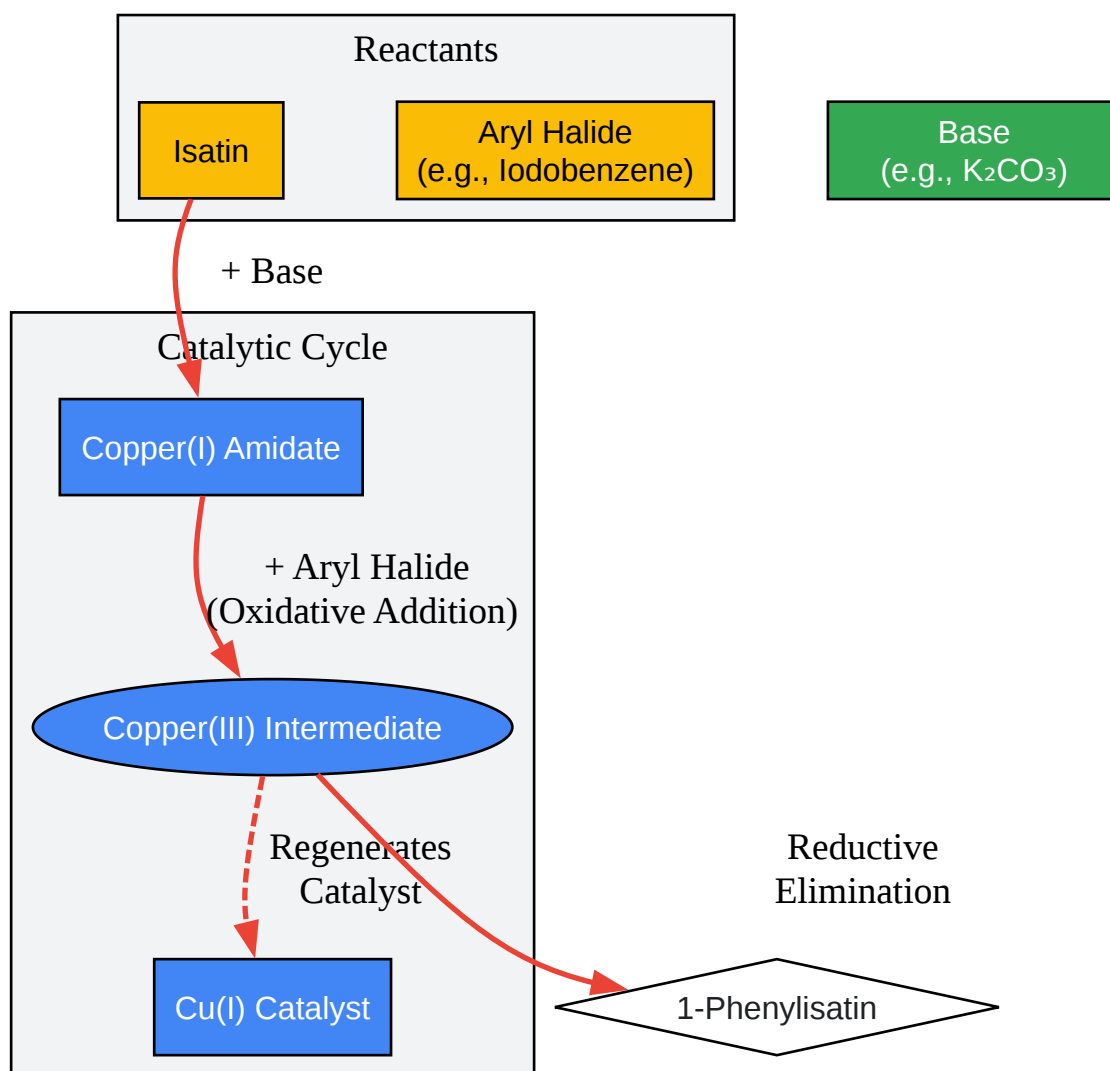 Reactants
Isatin
Aryl Halide
(e.g., Iodobenzene)
Base
(e.g., K₂CO₃)
+ Base
Catalytic Cycle
Copper(I) Amidate
+ Aryl Halide
(Oxidative Addition)
Copper(III) Intermediate
Regenerates
Catalyst
Reductive
Elimination
Cu(I) Catalyst
1-Phenylisatin